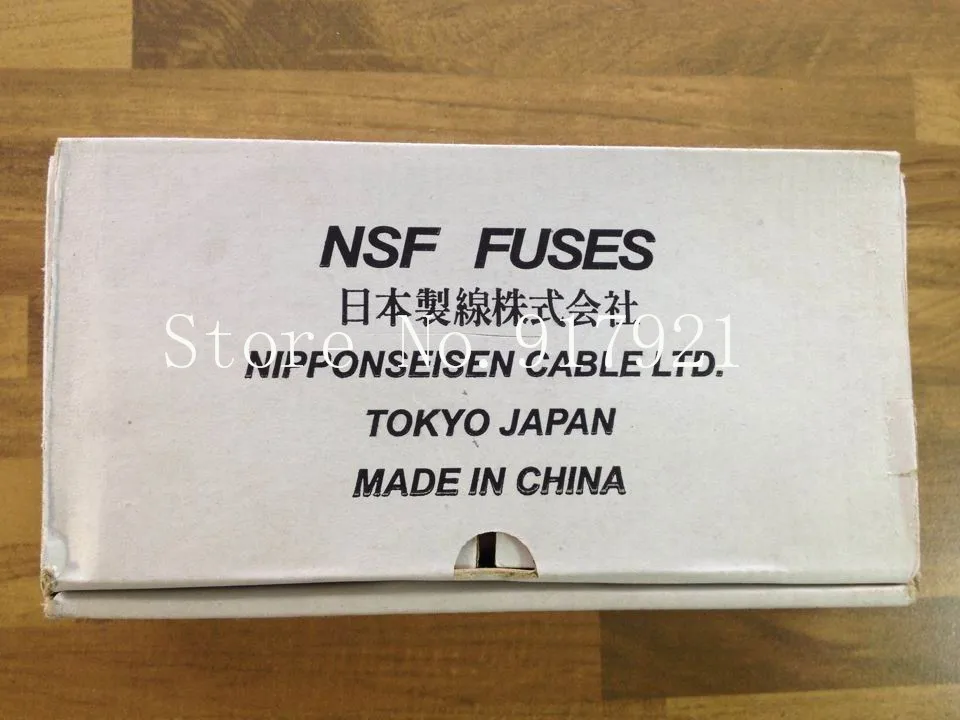 NSF FUSES
日本製線株式会社
Store No. 917921
NIPPONSEISEN CABLE LTD.
TOKYO JAPAN
MADE IN CHINA